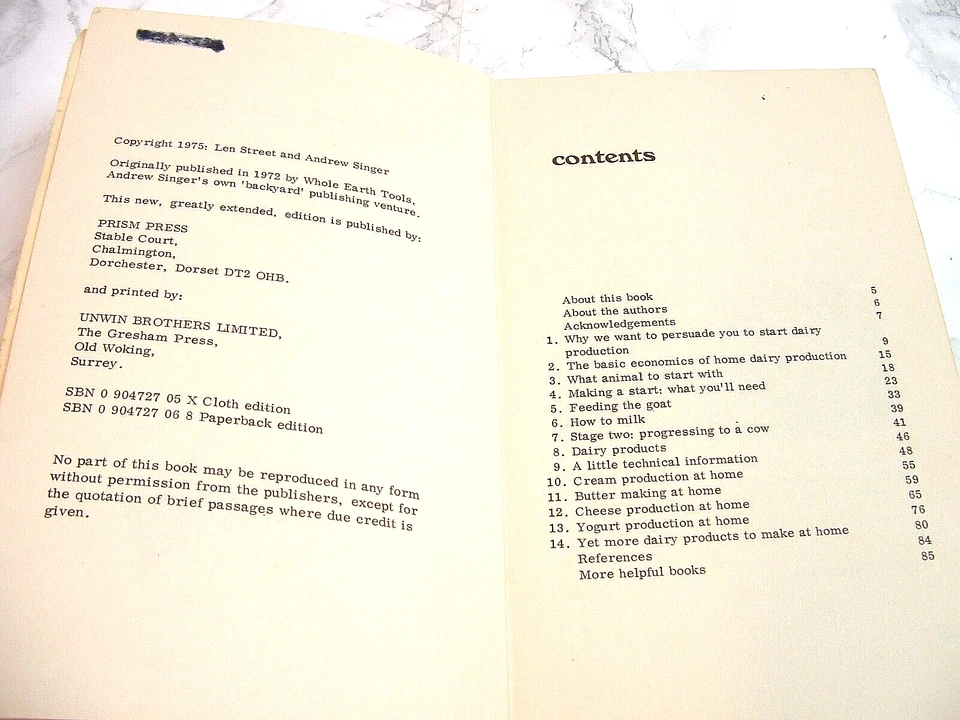 Copyright 1975: Len Street and Andrew Singer
Originally published in 1972 by Whole Earth Tools,
Andrew Singer's own 'backyard' publishing venture.
This new, greatly extended, edition is published by:
PRISM PRESS
Stable Court,
Chalmington,
Dorchester, Dorset DT2 OHB.
and printed by:
UNWIN BROTHERS LIMITED,
The Gresham Press,
Old Woking,
Surrey.
SBN 0 904727 05 X Cloth edition
SBN 0 904727 06 8 Paperback edition
No part of this book may be reproduced in any form
without permission from the publishers, except for
the quotation of brief passages where due credit is
given.
contents
About this book 5
About the authors 6
Acknowledgements 7
1. Why we want to persuade you to start dairy
production 9
2. The basic economics of home dairy production 15
3. What animal to start with 18
4. Making a start: what you'll need 23
5. Feeding the goat 33
6. How to milk 39
7. Stage two: progressing to a cow 41
8. Dairy products 46
9. A little technical information 48
10. Cream production at home 55
11. Butter making at home 59
12. Cheese production at home 65
13. Yogurt production at home 76
14. Yet more dairy products to make at home 80
References 84
More helpful books 85